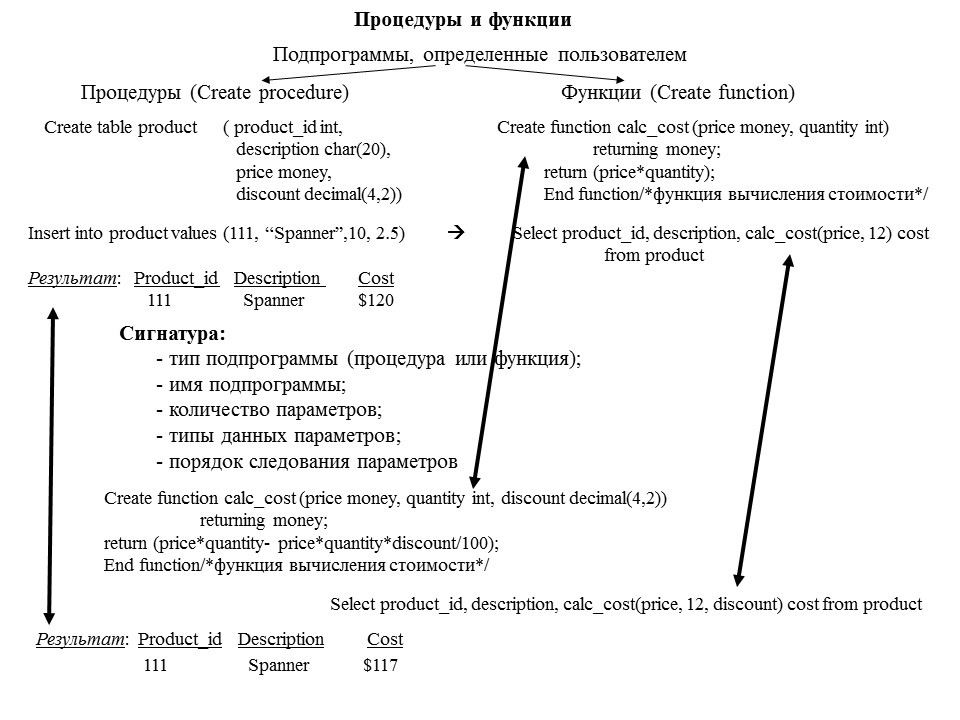 Процедуры и функции
Подпрограммы, определенные пользователем
Процедуры (Create procedure)
Функции (Create function)
Create table product ( product_id int,
description char(20),
price money,
discount decimal(4,2))
Create function calc_cost (price money, quantity int)
returning money;
return (price*quantity);
End function/*функция вычисления стоимости*/
Insert into product values (111, “Spanner”,10, 2.5) →
Select product_id, description, calc_cost(price, 12) cost
from product
Результат: Product_id Description Cost
111 Spanner $120
Сигнатура:
- тип подпрограммы (процедура или функция);
- имя подпрограммы;
- количество параметров;
- типы данных параметров;
- порядок следования параметров
Create function calc_cost (price money, quantity int, discount decimal(4,2))
returning money;
return (price*quantity- price*quantity*discount/100);
End function/*функция вычисления стоимости*/
Select product_id, description, calc_cost(price, 12, discount) cost from product
Результат: Product_id Description Cost
111 Spanner $117